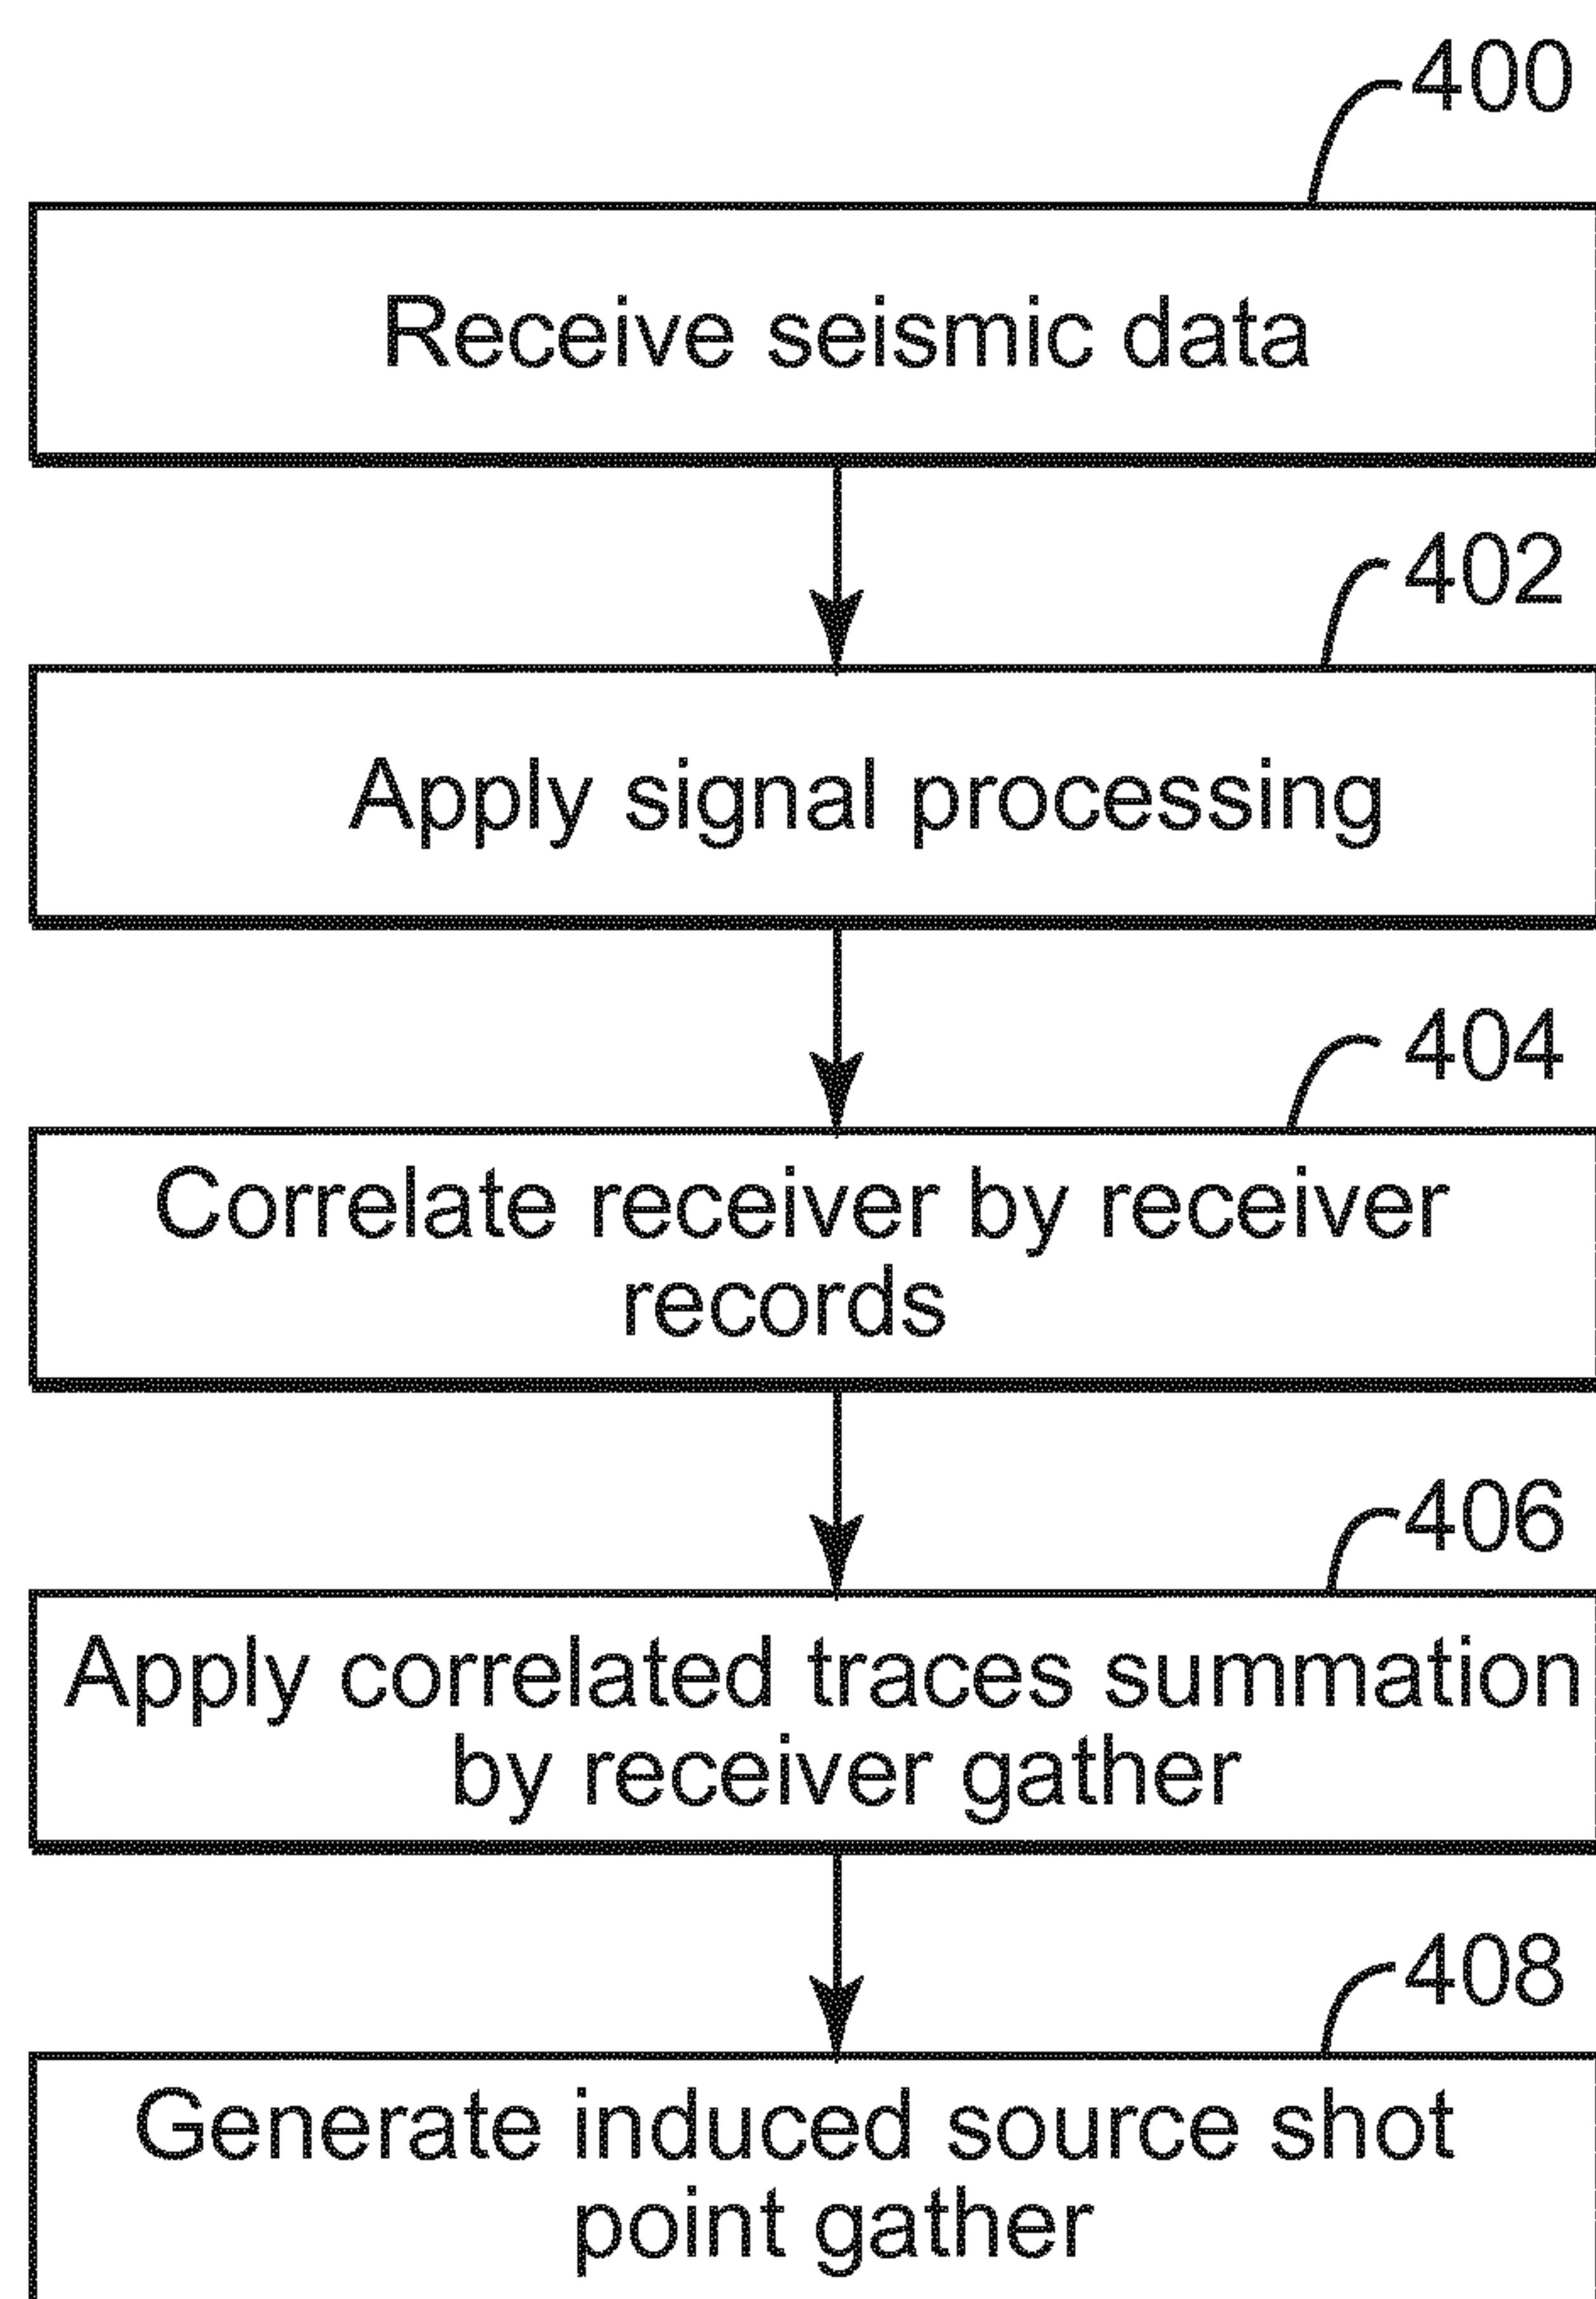 400
Receive seismic data
402
Apply signal processing
404
Correlate receiver by receiver
records
406
Apply correlated traces summation
by receiver gather
408
Generate induced source shot
point gather